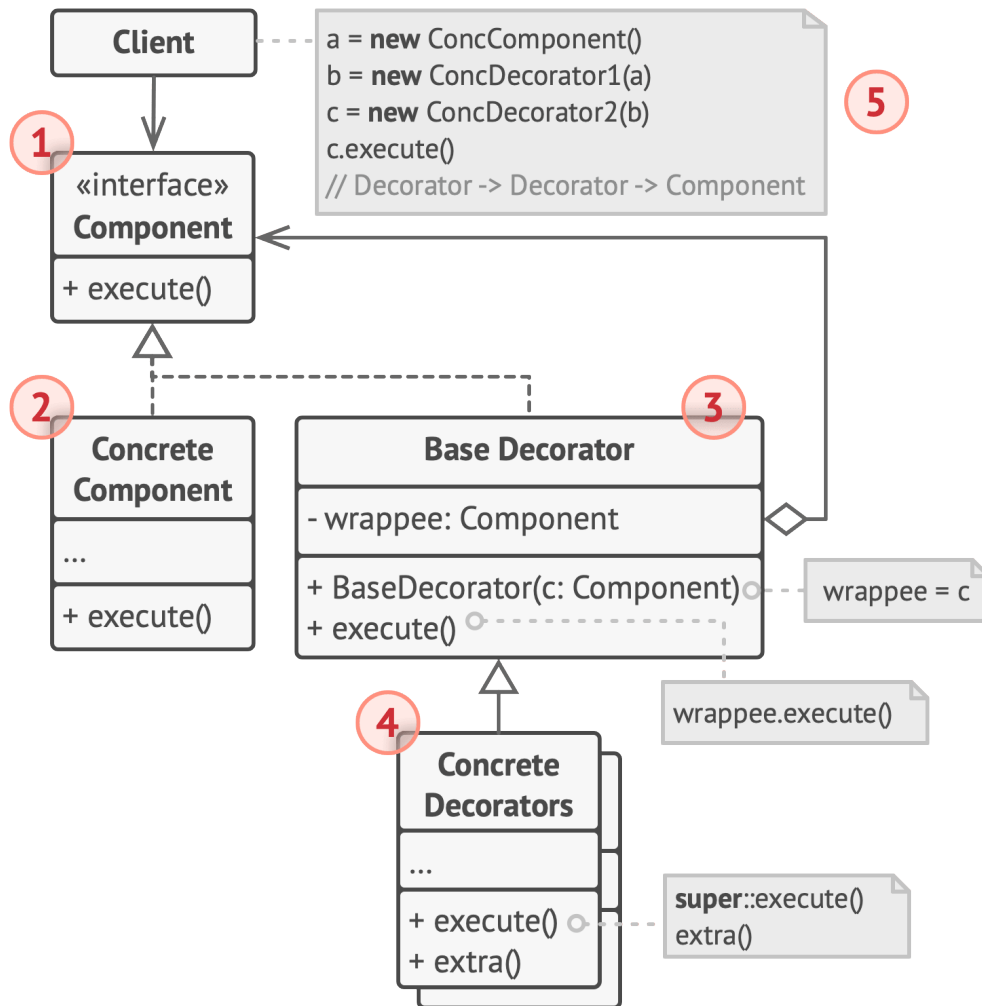 Client
a = new ConcComponent()
b = new ConcDecorator1(a)
c = new ConcDecorator2(b)
c.execute()
// Decorator -> Decorator -> Component
5
1
«interface»
Component
+ execute()
2
Concrete
Component
...
+ execute()
3
Base Decorator
- wrappee: Component
+ BaseDecorator(c: Component)
+ execute()
wrappee = c
wrappee.execute()
4
Concrete
Decorators
...
+ execute()
+ extra()
super::execute()
extra()